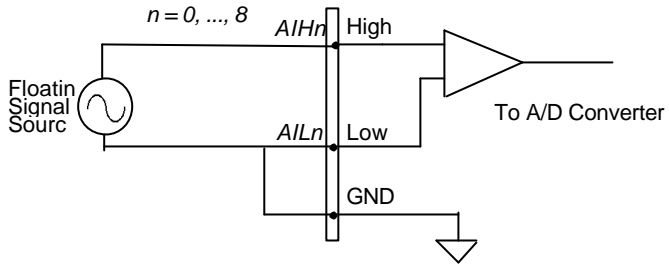 n = 0, ..., 8
AIHn High
Floatin
Signal
Sourc
To A/D Converter
AILn Low
GND